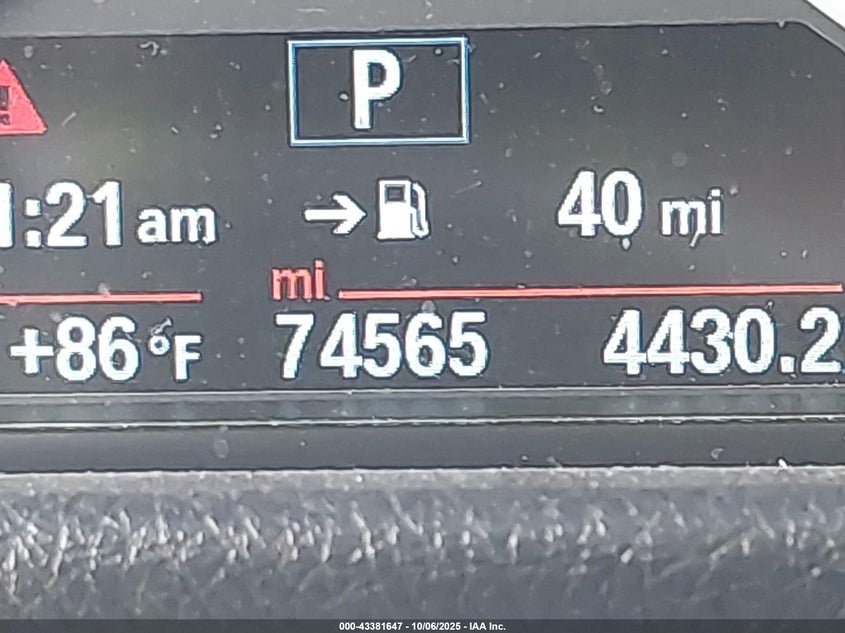 P
:21 am
40 mi
mi
+86 °F 74565 4430.2
000-43381647 - 10/06/2025 - IAA Inc.